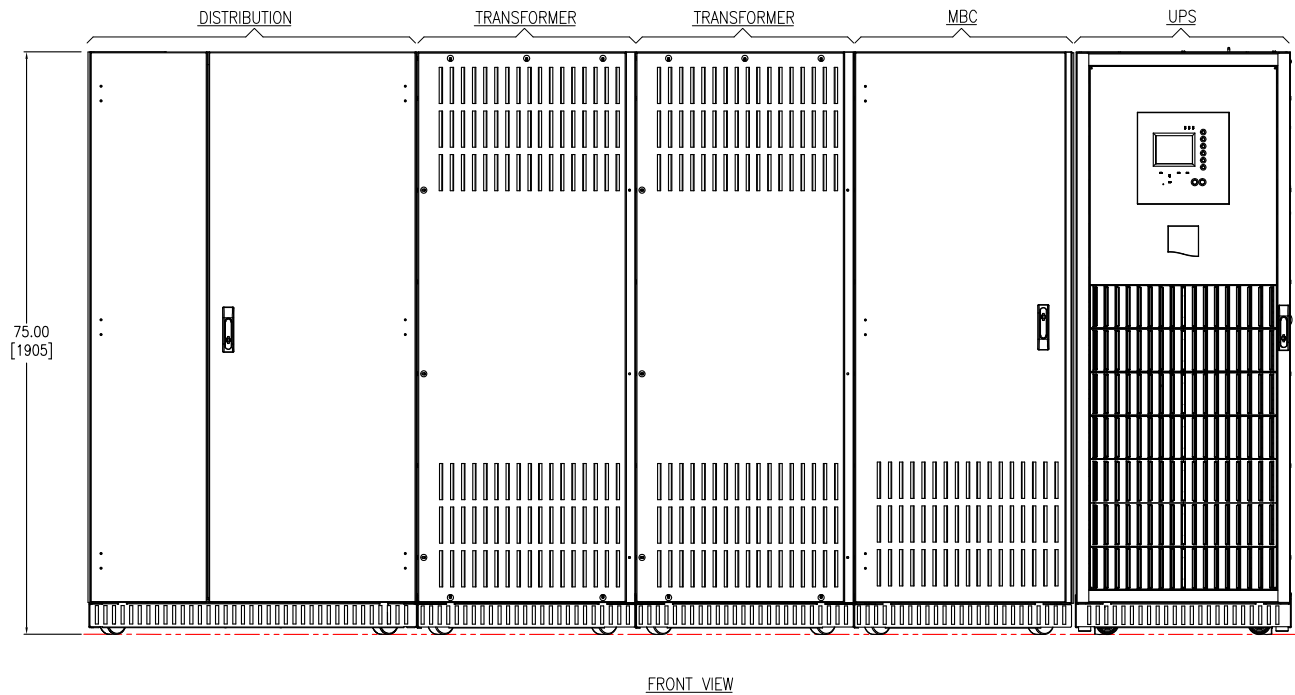 DISTRIBUTION
TRANSFORMER
TRANSFORMER
MBC
UPS
75.00
[1905]
FRONT VIEW